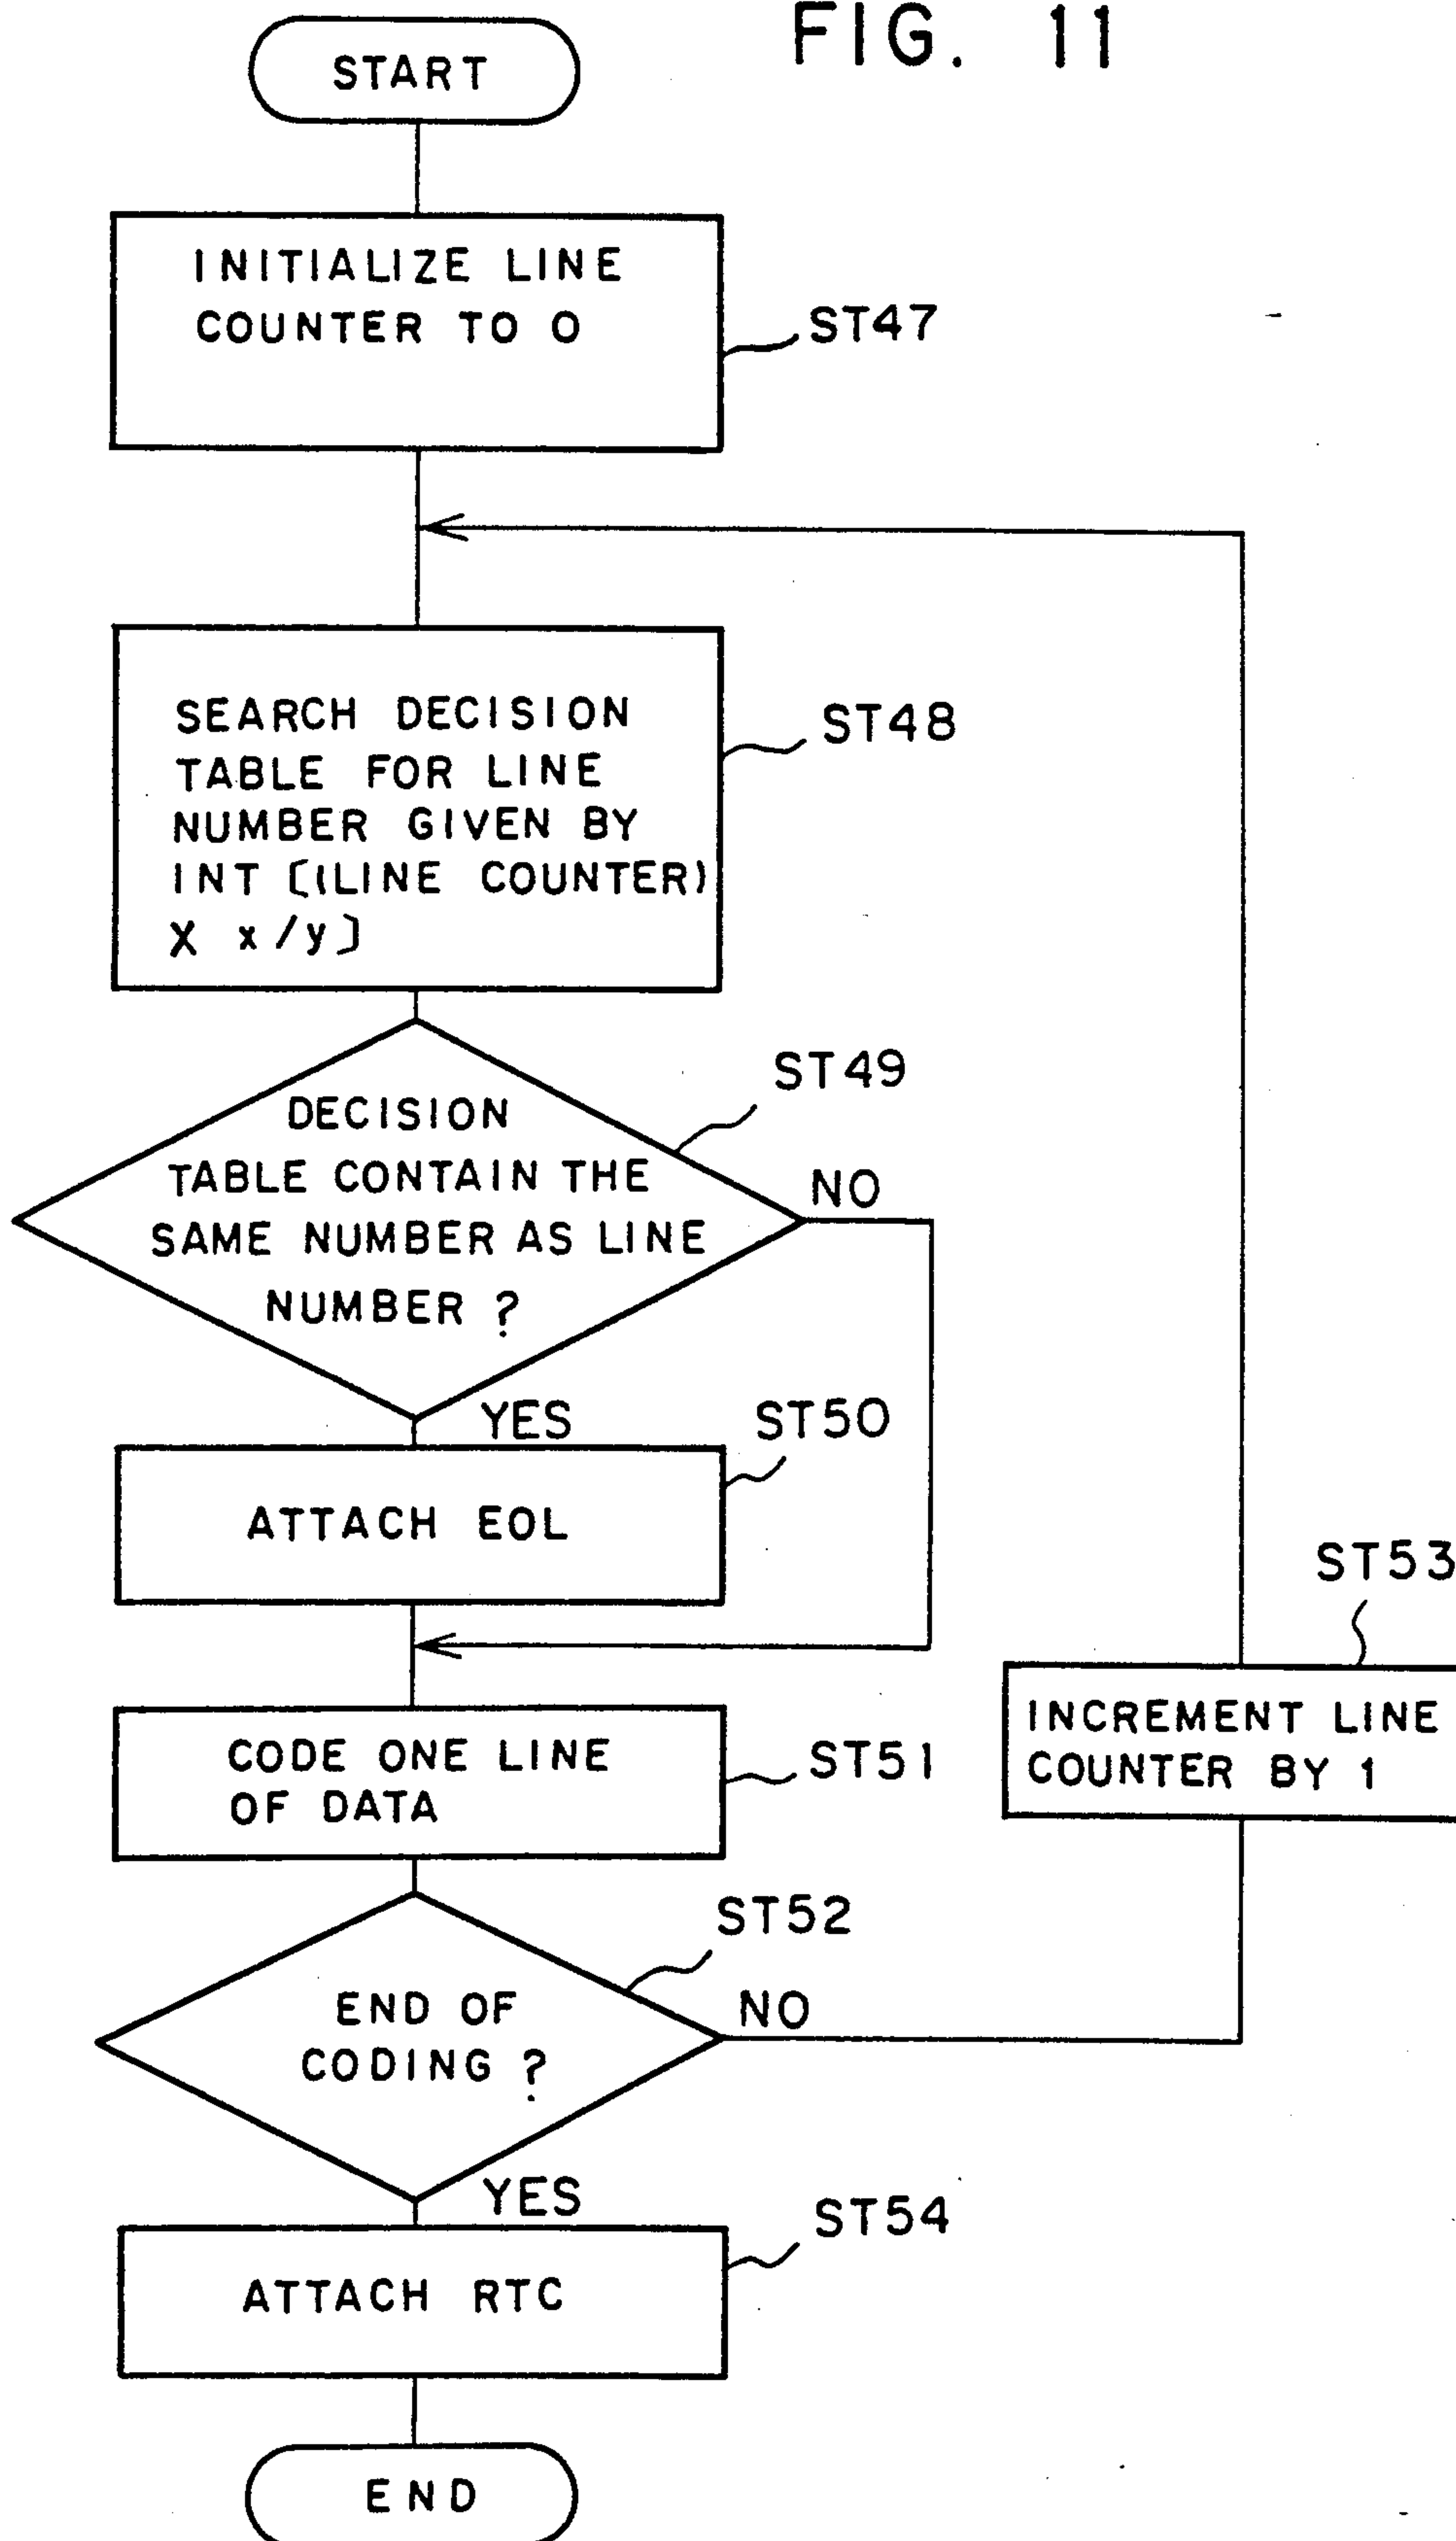 FIG. 11
START
INITIALIZE LINE
COUNTER TO 0
ST47
SEARCH DECISION
TABLE FOR LINE
NUMBER GIVEN BY
INT [(LINE COUNTER)
X x/y]
ST48
ST49
DECISION
TABLE CONTAIN THE
SAME NUMBER AS LINE
NUMBER ?
NO
YES
ST50
ATTACH EOL
ST53
INCREMENT LINE
COUNTER BY 1
CODE ONE LINE
OF DATA
ST51
ST52
END OF
CODING ?
NO
YES
ST54
ATTACH RTC
END